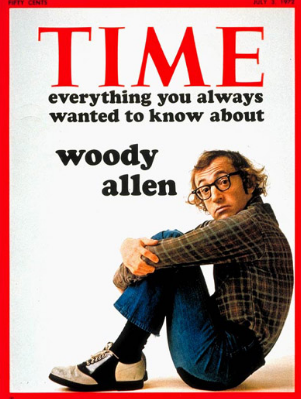 FIFTY CENTS JULY 3, 1972
TIME
everything you always
wanted to know about
woody
allen